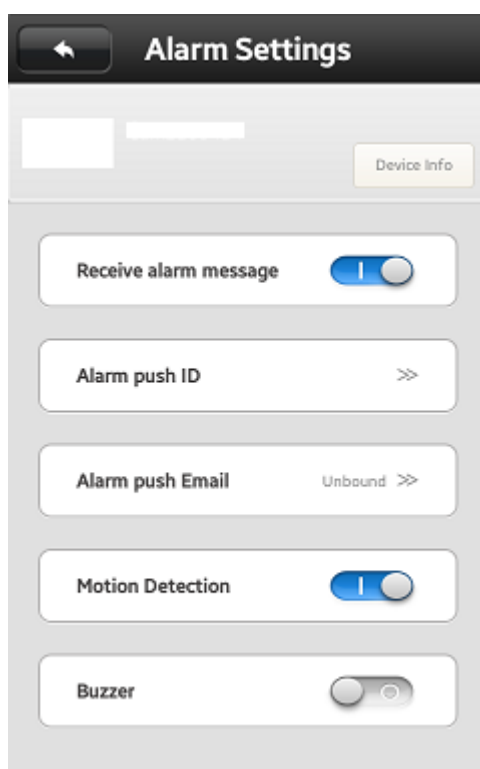 Alarm Settings
Device Info
Receive alarm message
Alarm push ID
>>
Alarm push Email
Unbound >>
Motion Detection
Buzzer